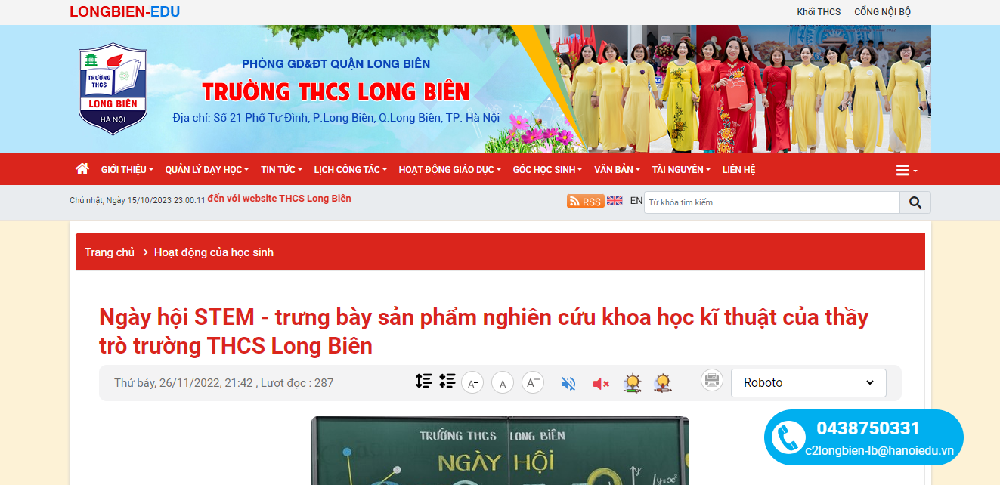 LONGBIEN-EDU
Khối THCS CỔNG NỘI BỘ
TRƯỜNG
THCS
LONG BIÊN
HÀ NỘI
PHÒNG GD&ĐT QUẬN LONG BIÊN
TRƯỜNG THCS LONG BIÊN
Địa chỉ: Số 21 Phố Tư Đình, P.Long Biên, Q.Long Biên, TP. Hà Nội
GIỚI THIỆU QUẢN LÝ DẠY HỌC TIN TỨC LỊCH CÔNG TÁC HOẠT ĐỘNG GIÁO DỤC GÓC HỌC SINH VĂN BẢN TÀI NGUYÊN LIÊN HỆ
Chủ nhật, Ngày 15/10/2023 23:00:11 đến với website THCS Long Biên
RSS EN Từ khóa tìm kiếm
Trang chủ > Hoạt động của học sinh
Ngày hội STEM - trưng bày sản phẩm nghiên cứu khoa học kĩ thuật của thầy
trò trường THCS Long Biên
Thứ bảy, 26/11/2022, 21:42 , Lượt đọc : 287
A- A A+ Roboto
TRƯỜNG THCS LONG BIÊN
NGÀY HỘI
0438750331
c2longbien-lb@hanoiedu.vn